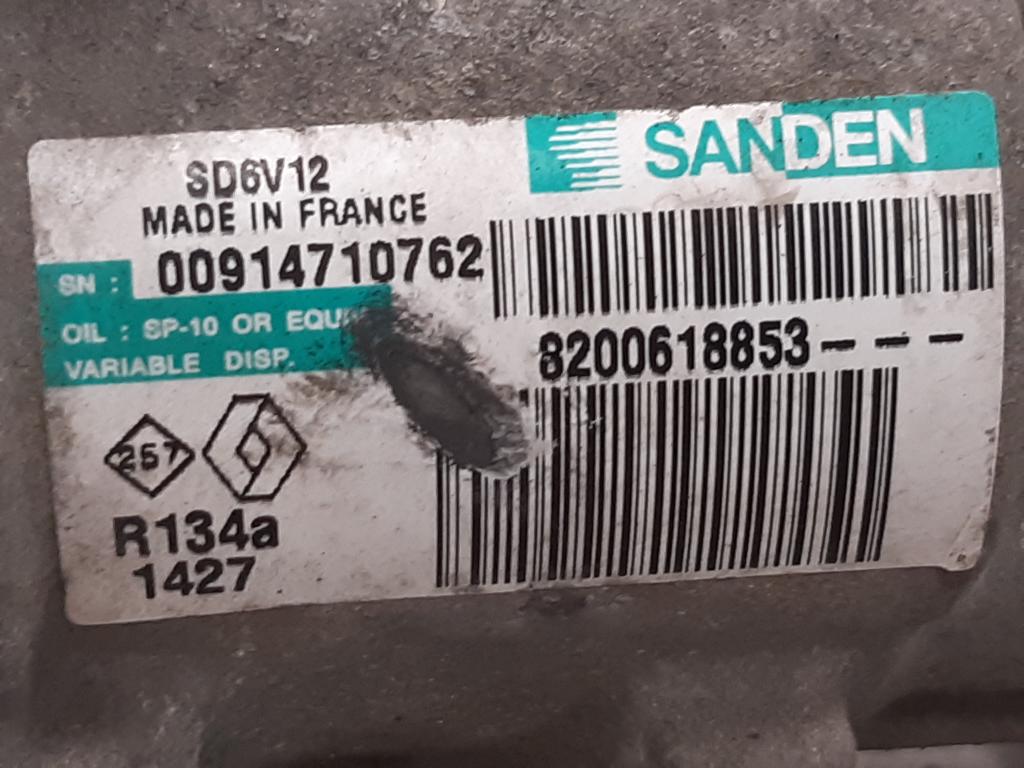 SANDEN
SD6V12
MADE IN FRANCE
SN : 00914710762
OIL : SP-10 OR
VARIABLE DISP.
8200618853---
257
R134a
1427